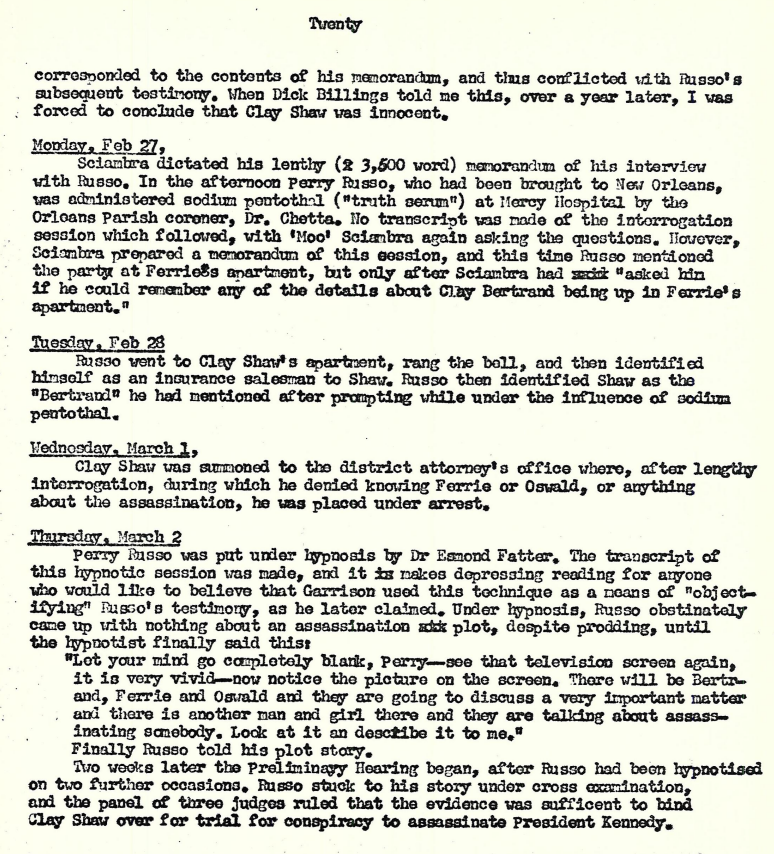 Twenty
corresponded to the contents of his memorandum, and thus conflicted with Russo's
subsequent testimony. When Dick Billings told me this, over a year later, I was
forced to conclude that Clay Shaw was innocent.
Monday, Feb 27,
Sciambra dictated his lenthy (2 3,500 word) memorandum of his interview
with Russo. In the afternoon Perry Russo, who had been brought to New Orleans,
was administered sodium pentothal ("truth serum") at Mercy Hospital by the
Orleans Parish coroner, Dr. Chetta. No transcript was made of the interrogation
session which followed, with 'Moo' Sciambra again asking the questions. However,
Sciambra prepared a memorandum of this session, and this time Russo mentioned
the party at Ferrie's apartment, but only after Sciambra had "asked him
if he could remember any of the details about Clay Bertrand being up in Ferrie's
apartment."
Tuesday, Feb 28
Russo went to Clay Shaw's apartment, rang the bell, and then identified
himself as an insurance salesman to Shaw. Russo then identified Shaw as the
"Bertrand" he had mentioned after prompting while under the influence of sodium
pentothal.
Wednesday, March 1,
Clay Shaw was summoned to the district attorney's office where, after lengthy
interrogation, during which he denied knowing Ferrie or Oswald, or anything
about the assassination, he was placed under arrest.
Thursday, March 2
Perry Russo was put under hypnosis by Dr Esmond Fatter. The transcript of
this hypnotic session was made, and it makes depressing reading for anyone
who would like to believe that Garrison used this technique as a means of "object-
ifying" Russo's testimony, as he later claimed. Under hypnosis, Russo obstinately
came up with nothing about an assassination plot, despite prodding, until
the hypnotist finally said this:
"Let your mind go completely blank, Perry—see that television screen again,
it is very vivid—now notice the picture on the screen. There will be Bertr-
and, Ferrie and Oswald and they are going to discuss a very important matter
and there is another man and girl there and they are talking about assass-
inating somebody. Look at it an describe it to me."
Finally Russo told his plot story.
Two weeks later the Preliminayy Hearing began, after Russo had been hypnotised
on two further occasions. Russo stuck to his story under cross examination,
and the panel of three judges ruled that the evidence was sufficent to bind
Clay Shaw over for trial for conspiracy to assassinate President Kennedy.